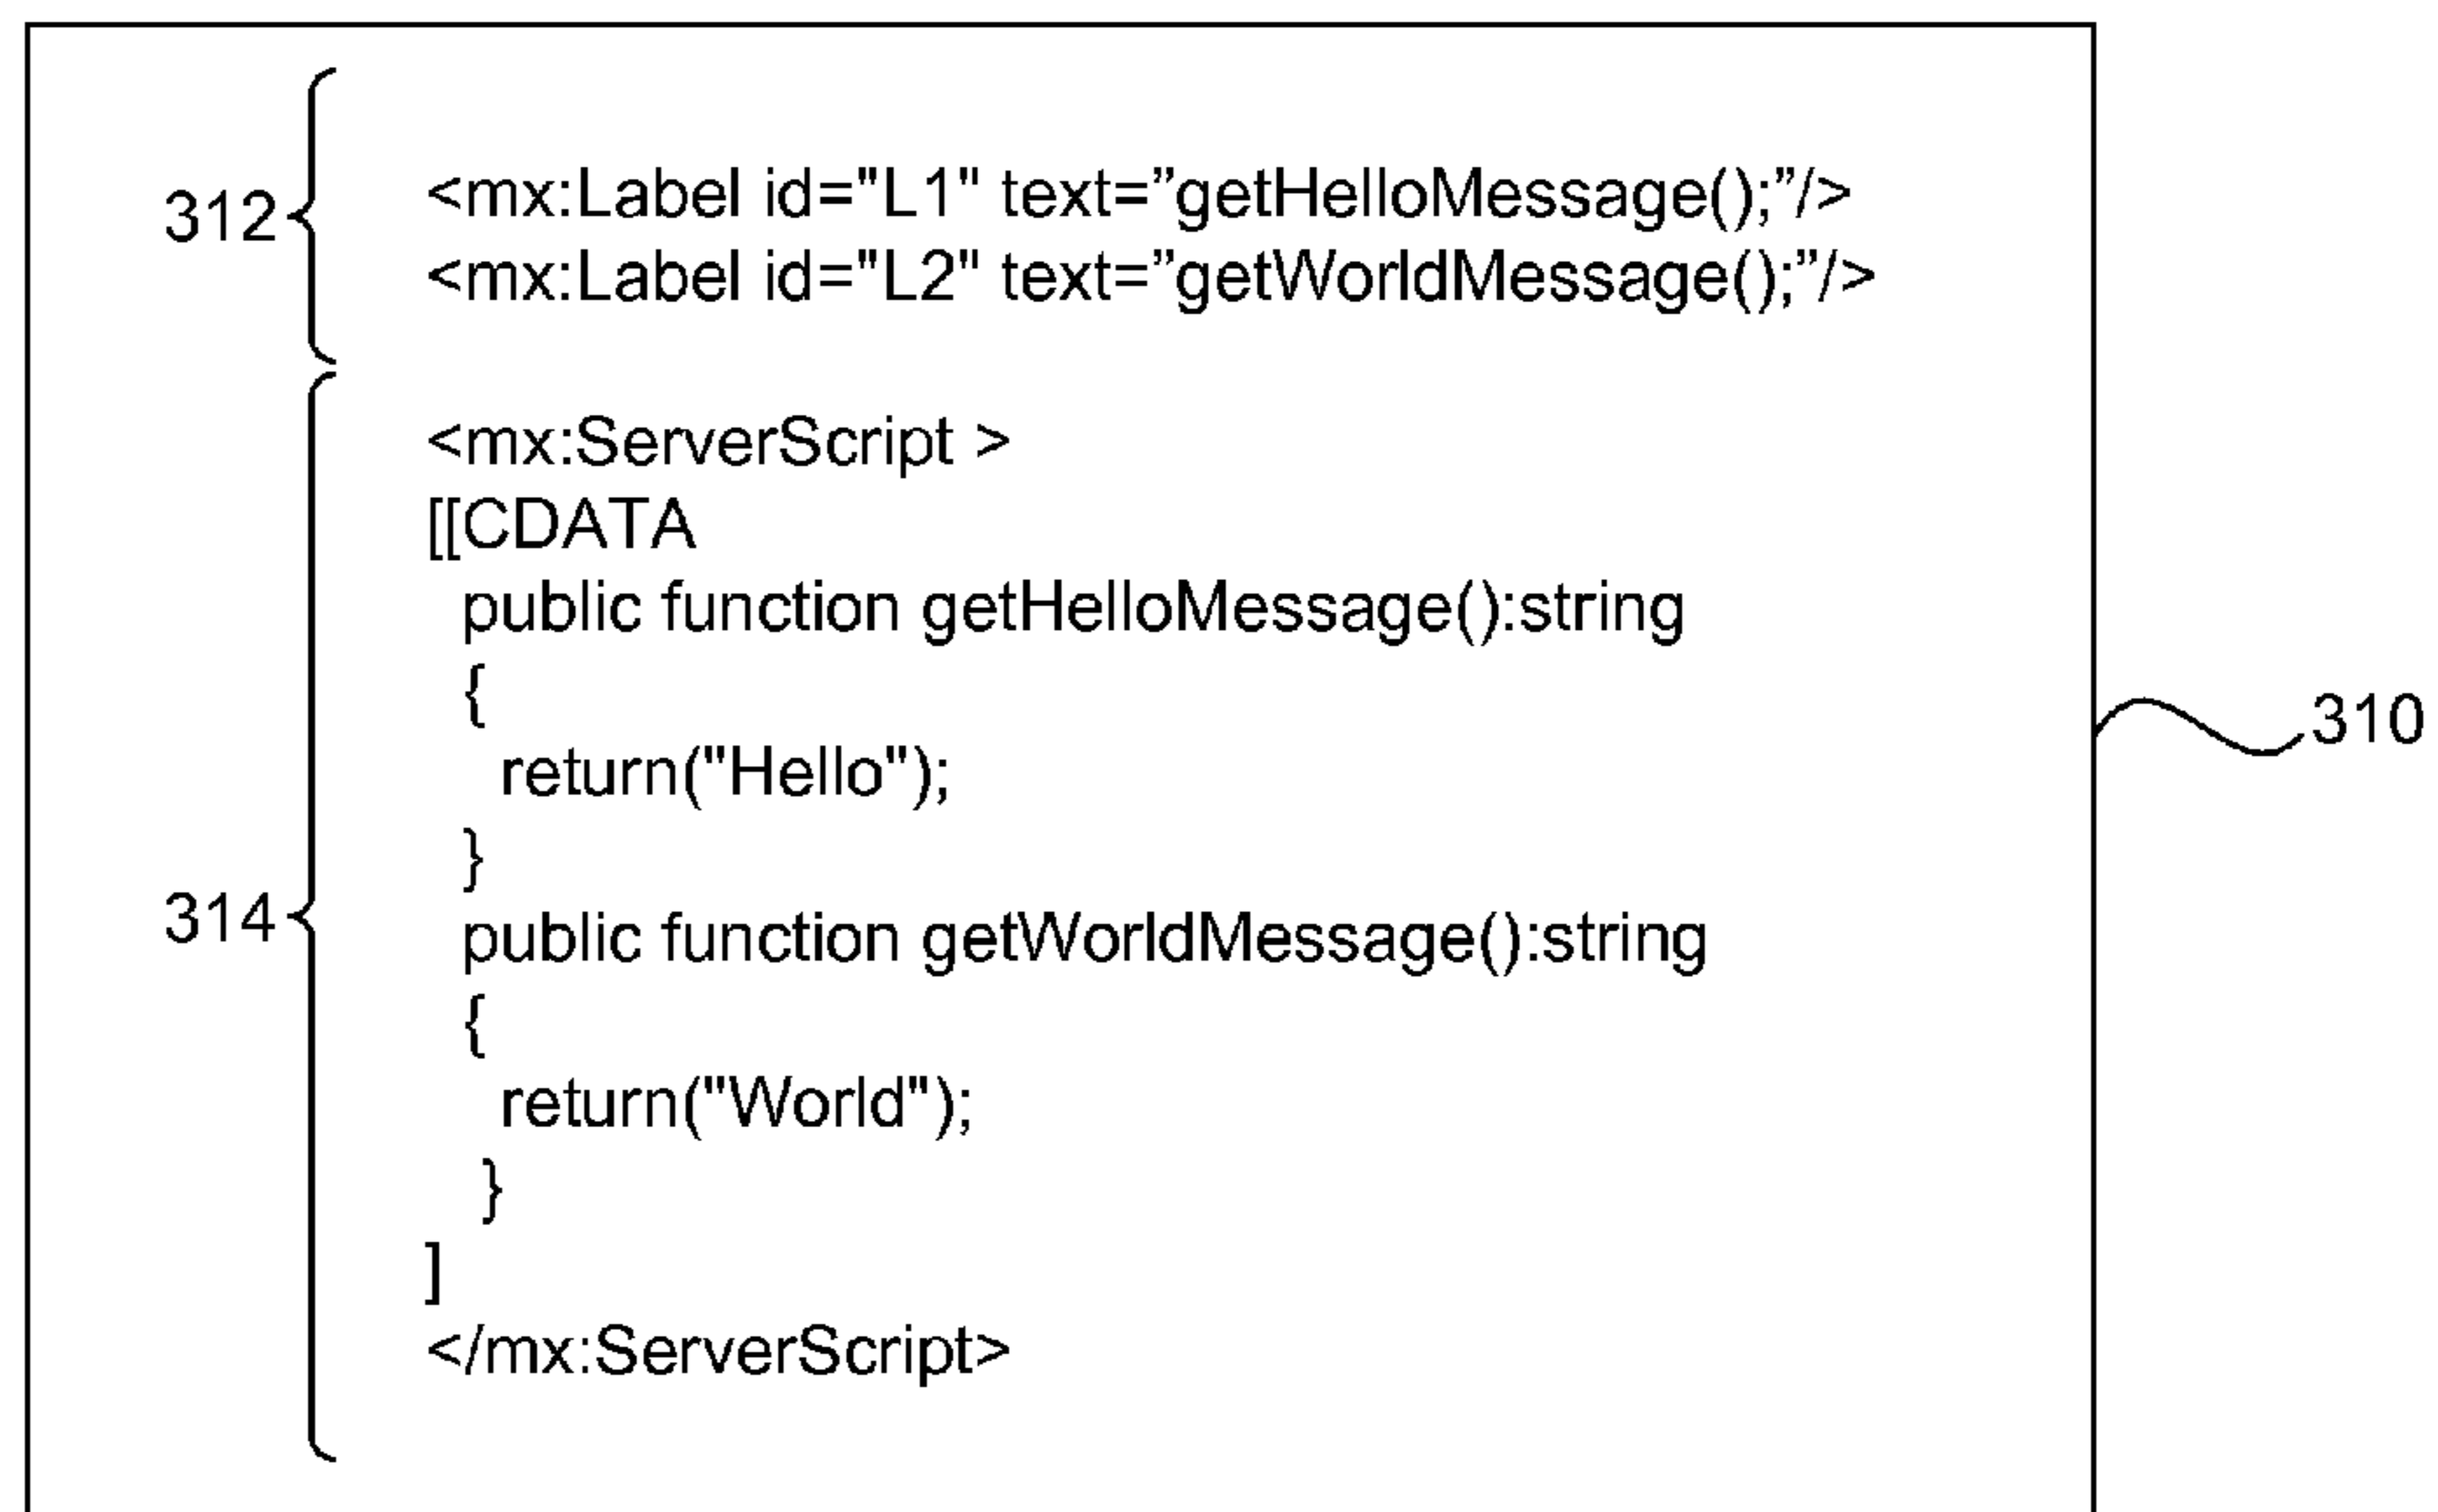 312
<mx:Label id="L1" text=”getHelloMessage();”/>
<mx:Label id="L2" text=”getWorldMessage();”/>
314
<mx:ServerScript >
[[CDATA
public function getHelloMessage():string
{
return("Hello");
}
public function getWorldMessage():string
{
return("World");
}
]
</mx:ServerScript>
310